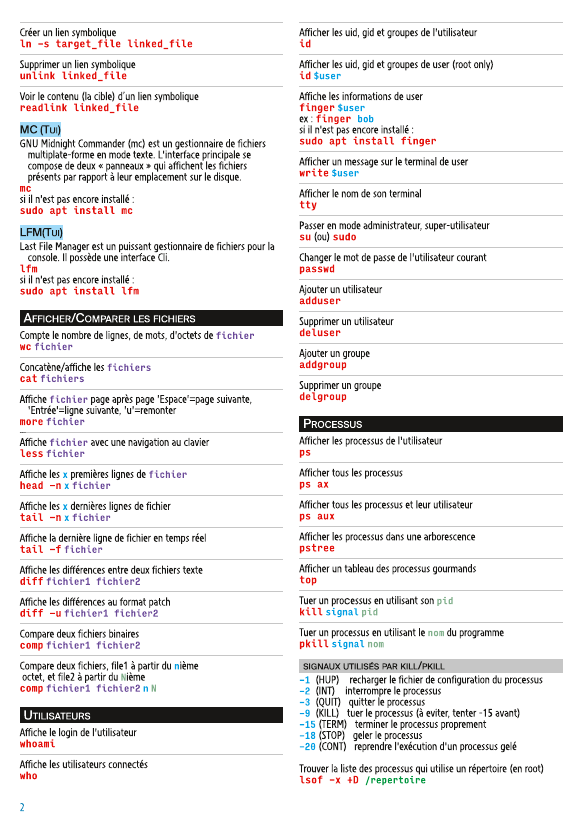 Créer un lien symbolique
ln -s target_file linked_file
Supprimer un lien symbolique
unlink linked_file
Voir le contenu (la cible) d'un lien symbolique
readlink linked_file
MC (TUI)
GNU Midnight Commander (mc) est un gestionnaire de fichiers
multiplate-forme en mode texte. L'interface principale se
compose de deux « panneaux » qui affichent les fichiers
présents par rapport à leur emplacement sur le disque.
mc
si il n'est pas encore installé :
sudo apt install mc
LFM(TUI)
Last File Manager est un puissant gestionnaire de fichiers pour la
console. Il possède une interface Cli.
lfm
si il n'est pas encore installé :
sudo apt install lfm
AFFICHER/COMPARER LES FICHIERS
Compte le nombre de lignes, de mots, d'octets de fichier
wc fichier
Concatène/affiche les fichiers
cat fichiers
Affiche fichier page après page 'Espace'=page suivante,
'Entrée'=ligne suivante, 'u'=remonter
more fichier
Affiche fichier avec une navigation au clavier
less fichier
Affiche les x premières lignes de fichier
head -n x fichier
Affiche les x dernières lignes de fichier
tail -n x fichier
Affiche la dernière ligne de fichier en temps réel
tail -f fichier
Affiche les différences entre deux fichiers texte
diff fichier1 fichier2
Affiche les différences au format patch
diff -u fichier1 fichier2
Compare deux fichiers binaires
comp fichier1 fichier2
Compare deux fichiers, file1 à partir du nième
octet, et file2 à partir du Nième
comp fichier1 fichier2 n N
UTILISATEURS
Affiche le login de l'utilisateur
whoami
Affiche les utilisateurs connectés
who
2
Afficher les uid, gid et groupes de l'utilisateur
id
Afficher les uid, gid et groupes de user (root only)
id $user
Affiche les informations de user
finger $user
ex : finger bob
si il n'est pas encore installé :
sudo apt install finger
Afficher un message sur le terminal de user
write $user
Afficher le nom de son terminal
tty
Passer en mode administrateur, super-utilisateur
su (ou) sudo
Changer le mot de passe de l'utilisateur courant
passwd
Ajouter un utilisateur
adduser
Supprimer un utilisateur
deluser
Ajouter un groupe
addgroup
Supprimer un groupe
delgroup
PROCESSUS
Afficher les processus de l'utilisateur
ps
Afficher tous les processus
ps ax
Afficher tous les processus et leur utilisateur
ps aux
Afficher les processus dans une arborescence
pstree
Afficher un tableau des processus gourmands
top
Tuer un processus en utilisant son pid
kill signal pid
Tuer un processus en utilisant le nom du programme
pkill signal nom
SIGNAUX UTILISÉS PAR KILL/PKILL
-1 (HUP) recharger le fichier de configuration du processus
-2 (INT) interrompre le processus
-3 (QUIT) quitter le processus
-9 (KILL) tuer le processus (à eviter, tenter -15 avant)
-15 (TERM) terminer le processus proprement
-18 (STOP) geler le processus
-20 (CONT) reprendre l'exécution d'un processus gelé
Trouver la liste des processus qui utilise un répertoire (en root)
lsof -x +D /repertoire